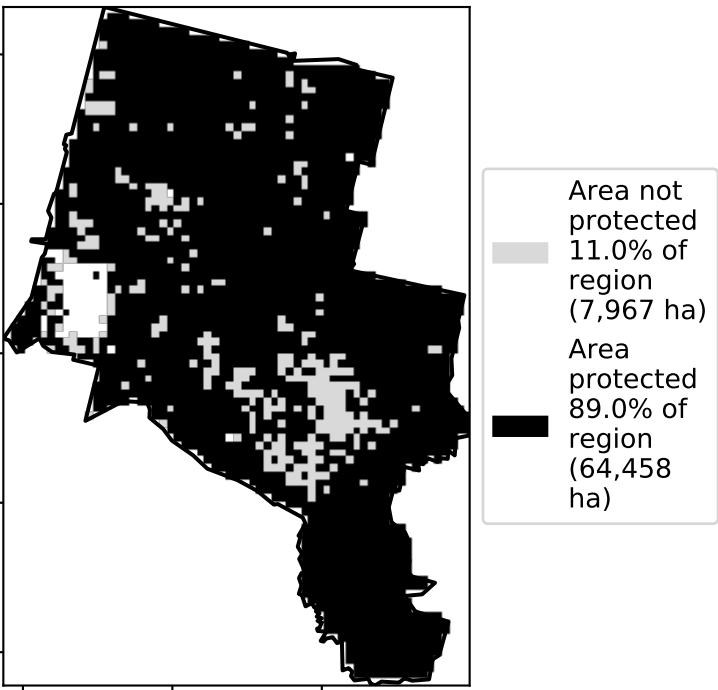 Area not
protected
11.0% of
region
(7,967 ha)
Area
protected
89.0% of
region
(64,458
ha)